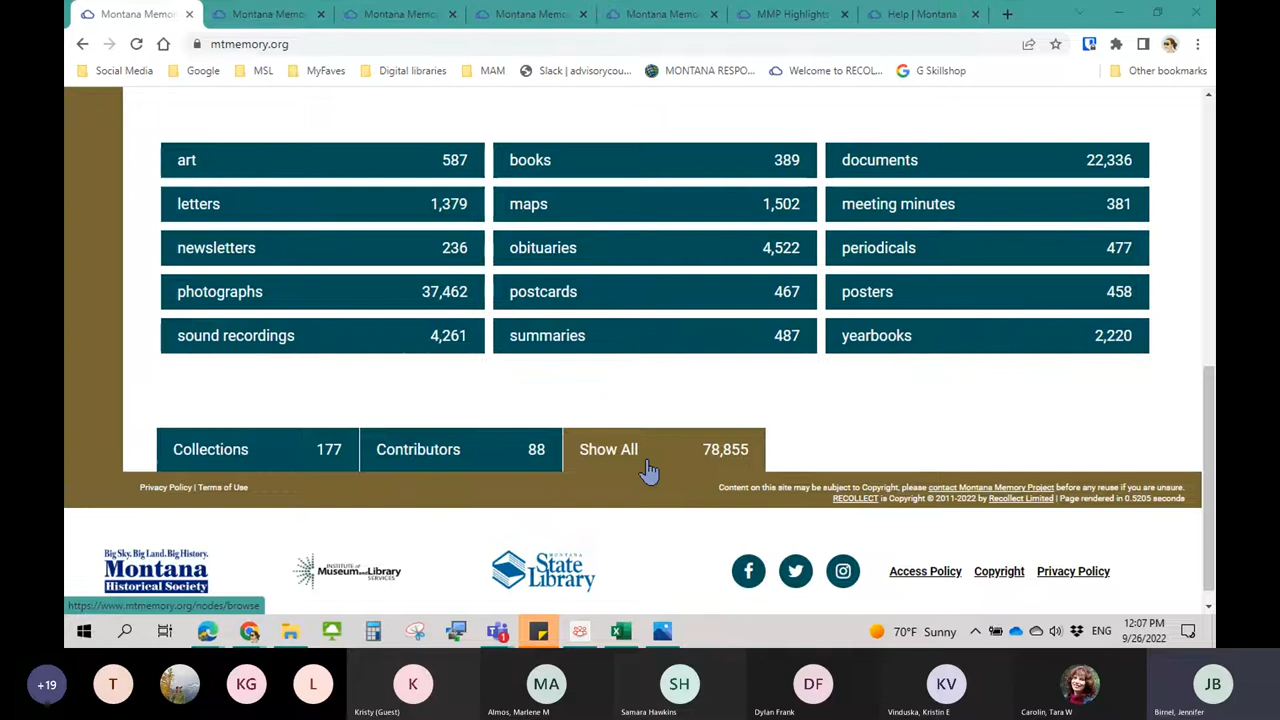 Montana Memo
Montana Memo
Montana Memo
Montana Memo
Montana Memo
MMP Highlights
Help | Montana
mtmemory.org
Social Media
Google
MSL
MyFaves
Digital libraries
MAM
Slack | advisorycou...
MONTANA RESPO...
Welcome to RECOL...
G Skillshop
Other bookmarks
art 587
books 389
documents 22,336
letters 1,379
maps 1,502
meeting minutes 381
newsletters 236
obituaries 4,522
periodicals 477
photographs 37,462
postcards 467
posters 458
sound recordings 4,261
summaries 487
yearbooks 2,220
Collections 177
Contributors 88
Show All 78,855
Privacy Policy | Terms of Use
Content on this site may be subject to Copyright, please contact Montana Memory Project before any reuse if you are unsure.
RECOLLECT is Copyright © 2011-2022 by Recollect Limited | Page rendered in 0.5205 seconds
Big Sky. Big Land. Big History.
Montana
Historical Society
INSTITUTE of
Museum and Library
SERVICES
MONTANA
State
Library
Access Policy
Copyright
Privacy Policy
https://www.mtmemory.org/nodes/browse
70°F Sunny
ENG
12:07 PM
9/26/2022
+19
T
KG
L
K
Kristy (Guest)
MA
Almos, Marlene M
SH
Samara Hawkins
DF
Dylan Frank
KV
Vinduska, Kristin E
Carolin, Tara W
JB
Birnel, Jennifer